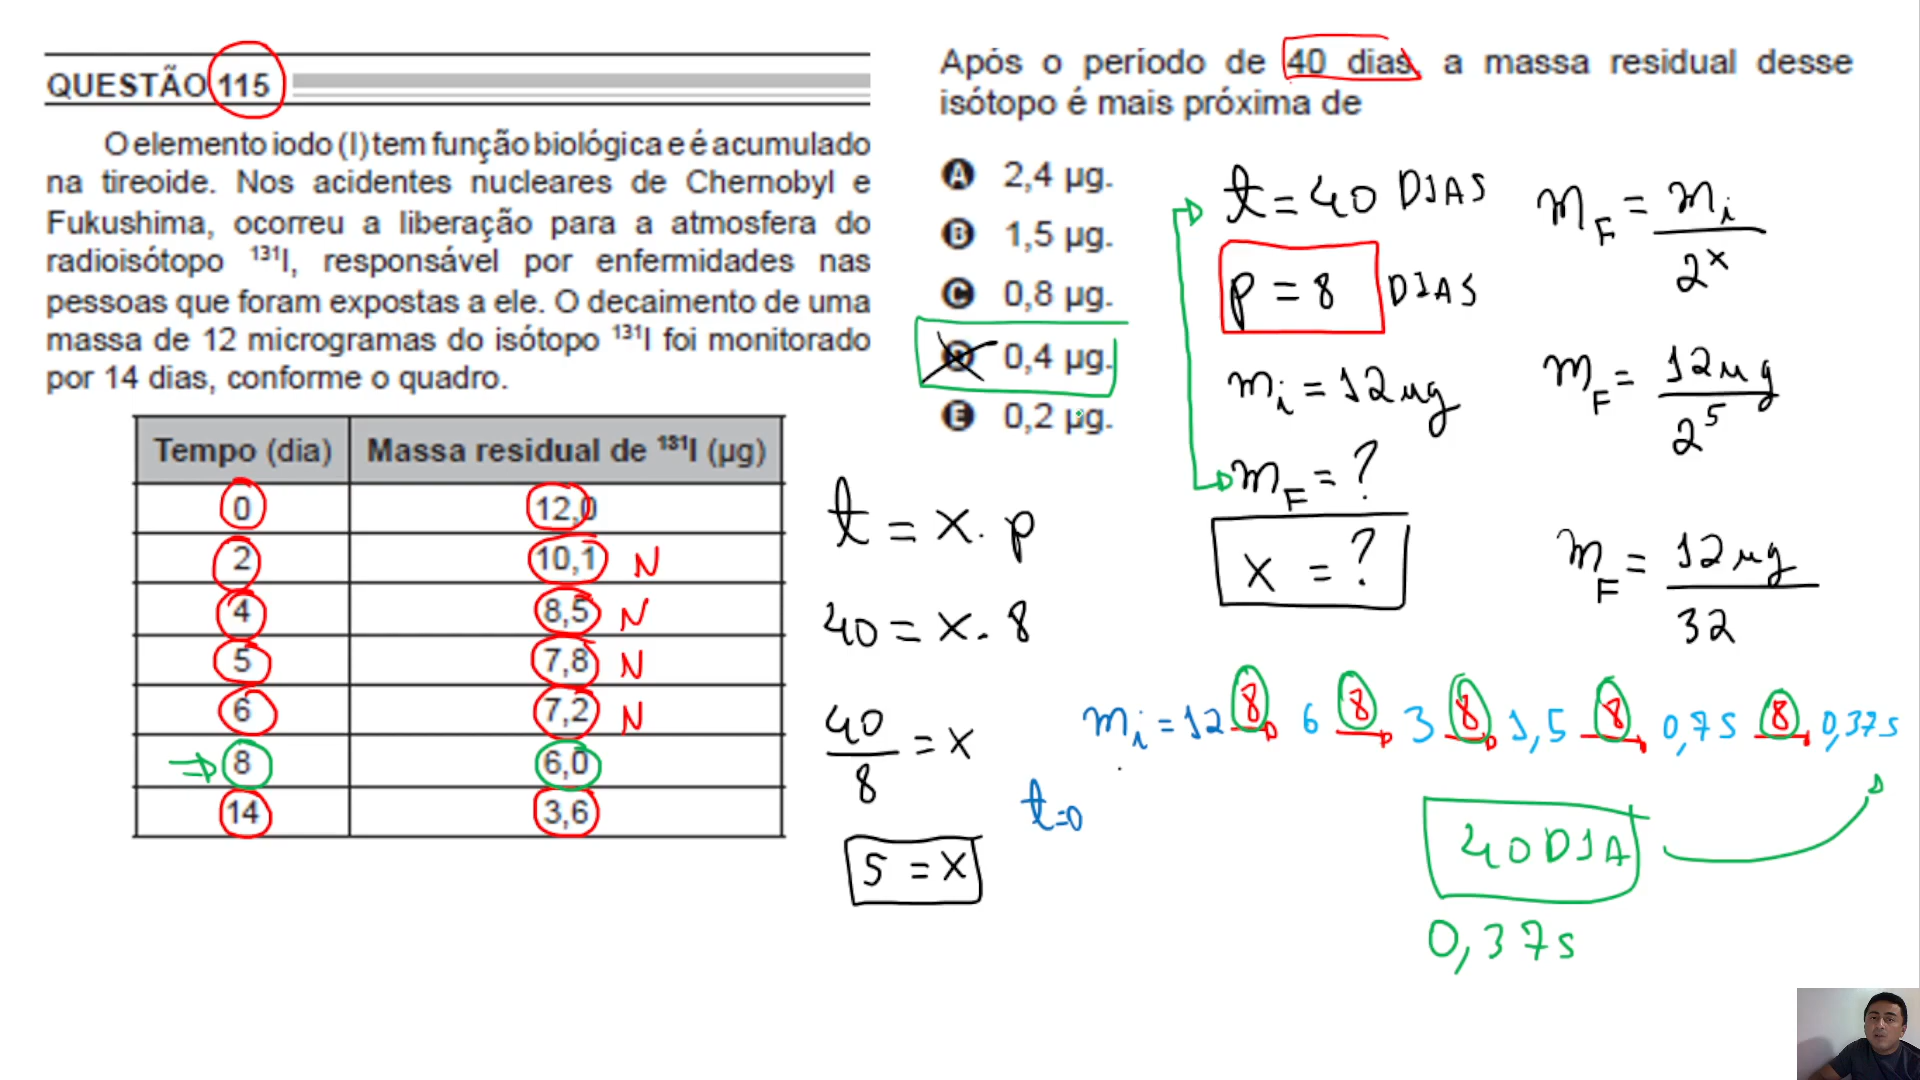 QUESTÃO 115
O elemento iodo (I) tem função biológica e é acumulado
na tireoide. Nos acidentes nucleares de Chernobyl e
Fukushima, ocorreu a liberação para a atmosfera do
radioisótopo ¹³¹I, responsável por enfermidades nas
pessoas que foram expostas a ele. O decaimento de uma
massa de 12 microgramas do isótopo ¹³¹I foi monitorado
por 14 dias, conforme o quadro.
Tempo (dia) Massa residual de ¹³¹I (µg)
0 12,0
2 10,1 N
4 8,5 N
5 7,8 N
6 7,2 N
8 6,0
14 3,6
Após o período de 40 dias, a massa residual desse
isótopo é mais próxima de
A 2,4 µg.
B 1,5 µg.
C 0,8 µg.
D 0,4 µg.
E 0,2 µg.
t = x . p
40 = x . 8
40/8 = x
5 = x
t = 40 DIAS
p = 8 DIAS
mi = 12 µg
mF = ?
x = ?
mF = mi/2ˣ
mF = 12 µg/2⁵
mF = 12 µg/32
mi = 12 8 6 8 3 8 1,5 8 0,75 8 0,375
t=0
40 DIA
0,375